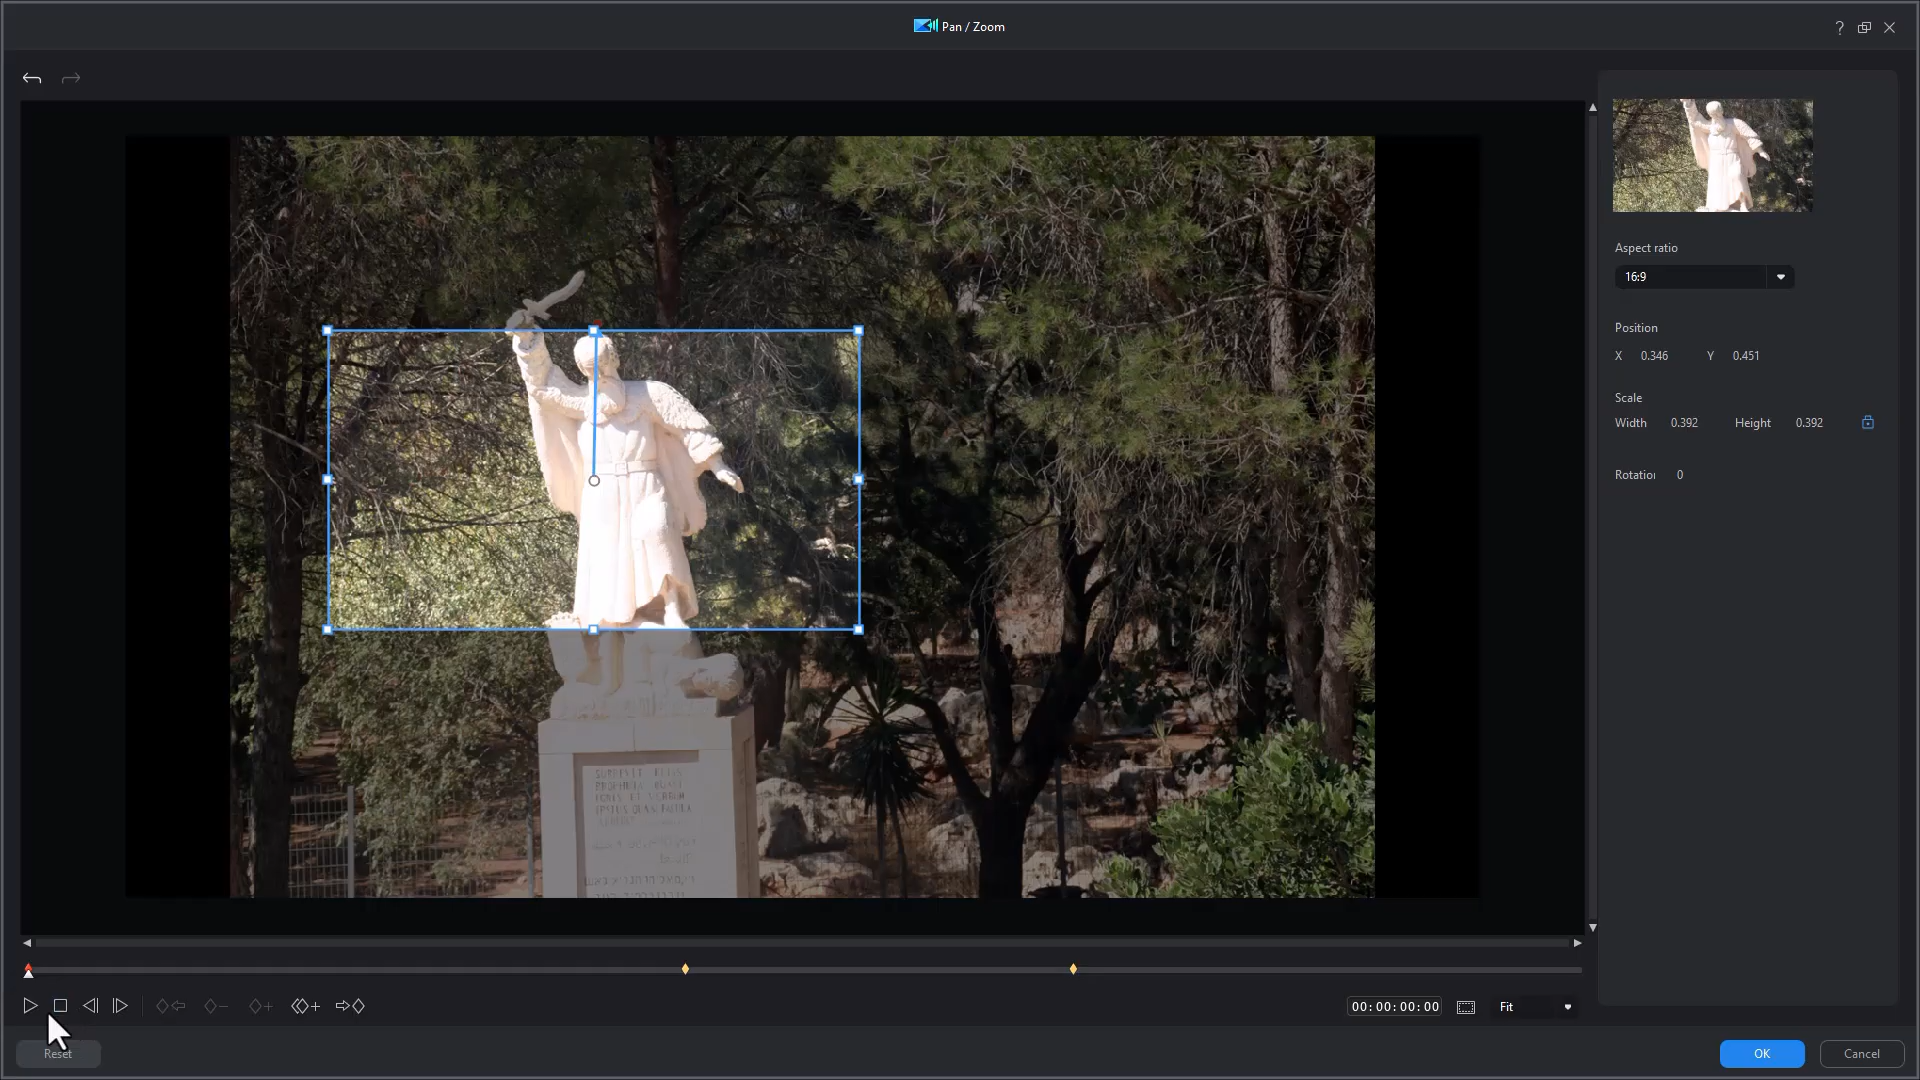 Pan / Zoom
?
Aspect ratio
16:9
Position
X 0.346 Y 0.451
Scale
Width 0.392 Height 0.392
Rotatio 0
00:00:00:00
Fit
Reset
OK
Cancel